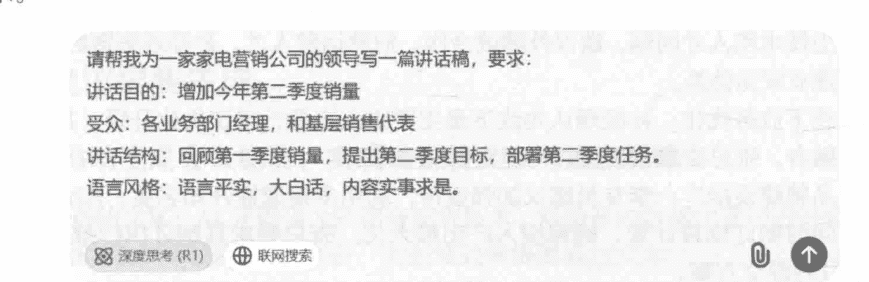 请帮我为一家家电营销公司的领导写一篇讲话稿，要求：
讲话目的：增加今年第二季度销量
受众：各业务部门经理，和基层销售代表
讲话结构：回顾第一季度销量，提出第二季度目标，部署第二季度任务。
语言风格：语言平实，大白话，内容实事求是。
深度思考 (R1) 联网搜索